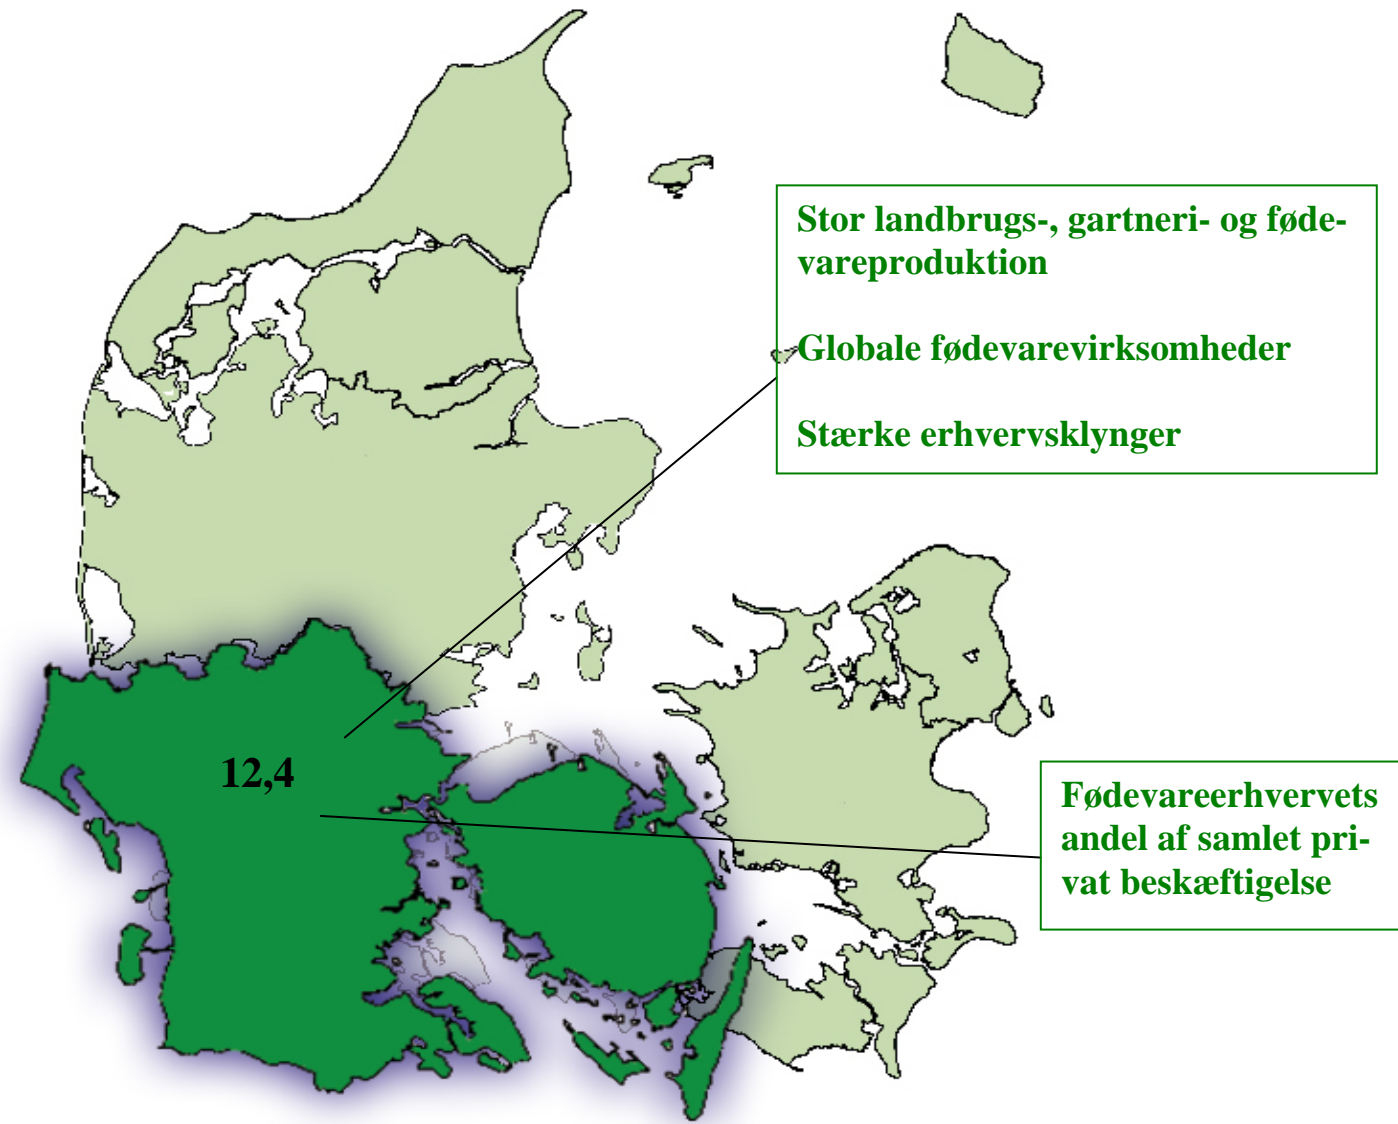 Stor landbrugs-, gartneri- og føde-
vareproduktion
Globale fødevarevirksomheder
Stærke erhvervsklynger
12,4
Fødevareerhvervets
andel af samlet pri-
vat beskæftigelse